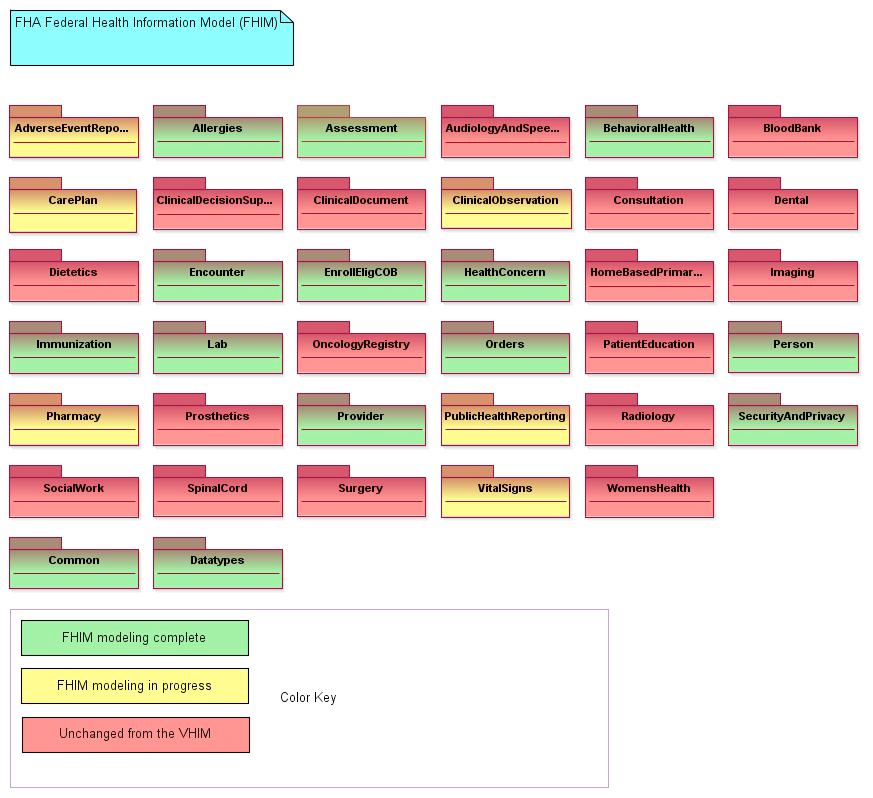 FHA Federal Health Information Model (FHIM)
AdverseEventRepo...
Allergies
Assessment
AudiologyAndSpee...
BehavioralHealth
BloodBank
CarePlan
ClinicalDecisionSup...
ClinicalDocument
ClinicalObservation
Consultation
Dental
Dietetics
Encounter
EnrollEligCOB
HealthConcern
HomeBasedPrimar...
Imaging
Immunization
Lab
OncologyRegistry
Orders
PatientEducation
Person
Pharmacy
Prosthetics
Provider
PublicHealthReporting
Radiology
SecurityAndPrivacy
SocialWork
SpinalCord
Surgery
VitalSigns
WomensHealth
Common
Datatypes
FHIM modeling complete
FHIM modeling in progress
Color Key
Unchanged from the VHIM